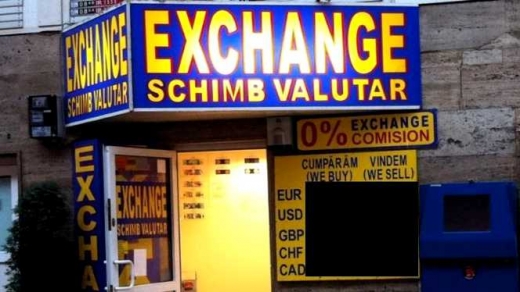 EXCHANGE
SCHIMB VALUTAR
EXCHANGE
SCHIMB VALUTAR
0% EXCHANGE
COMISION
CUMPĂRĂM VINDEM
(WE BUY) (WE SELL)
EUR
USD
GBP
CHF
CAD
EXCHA
EXCHANGE
SCHIMB VALUTAR